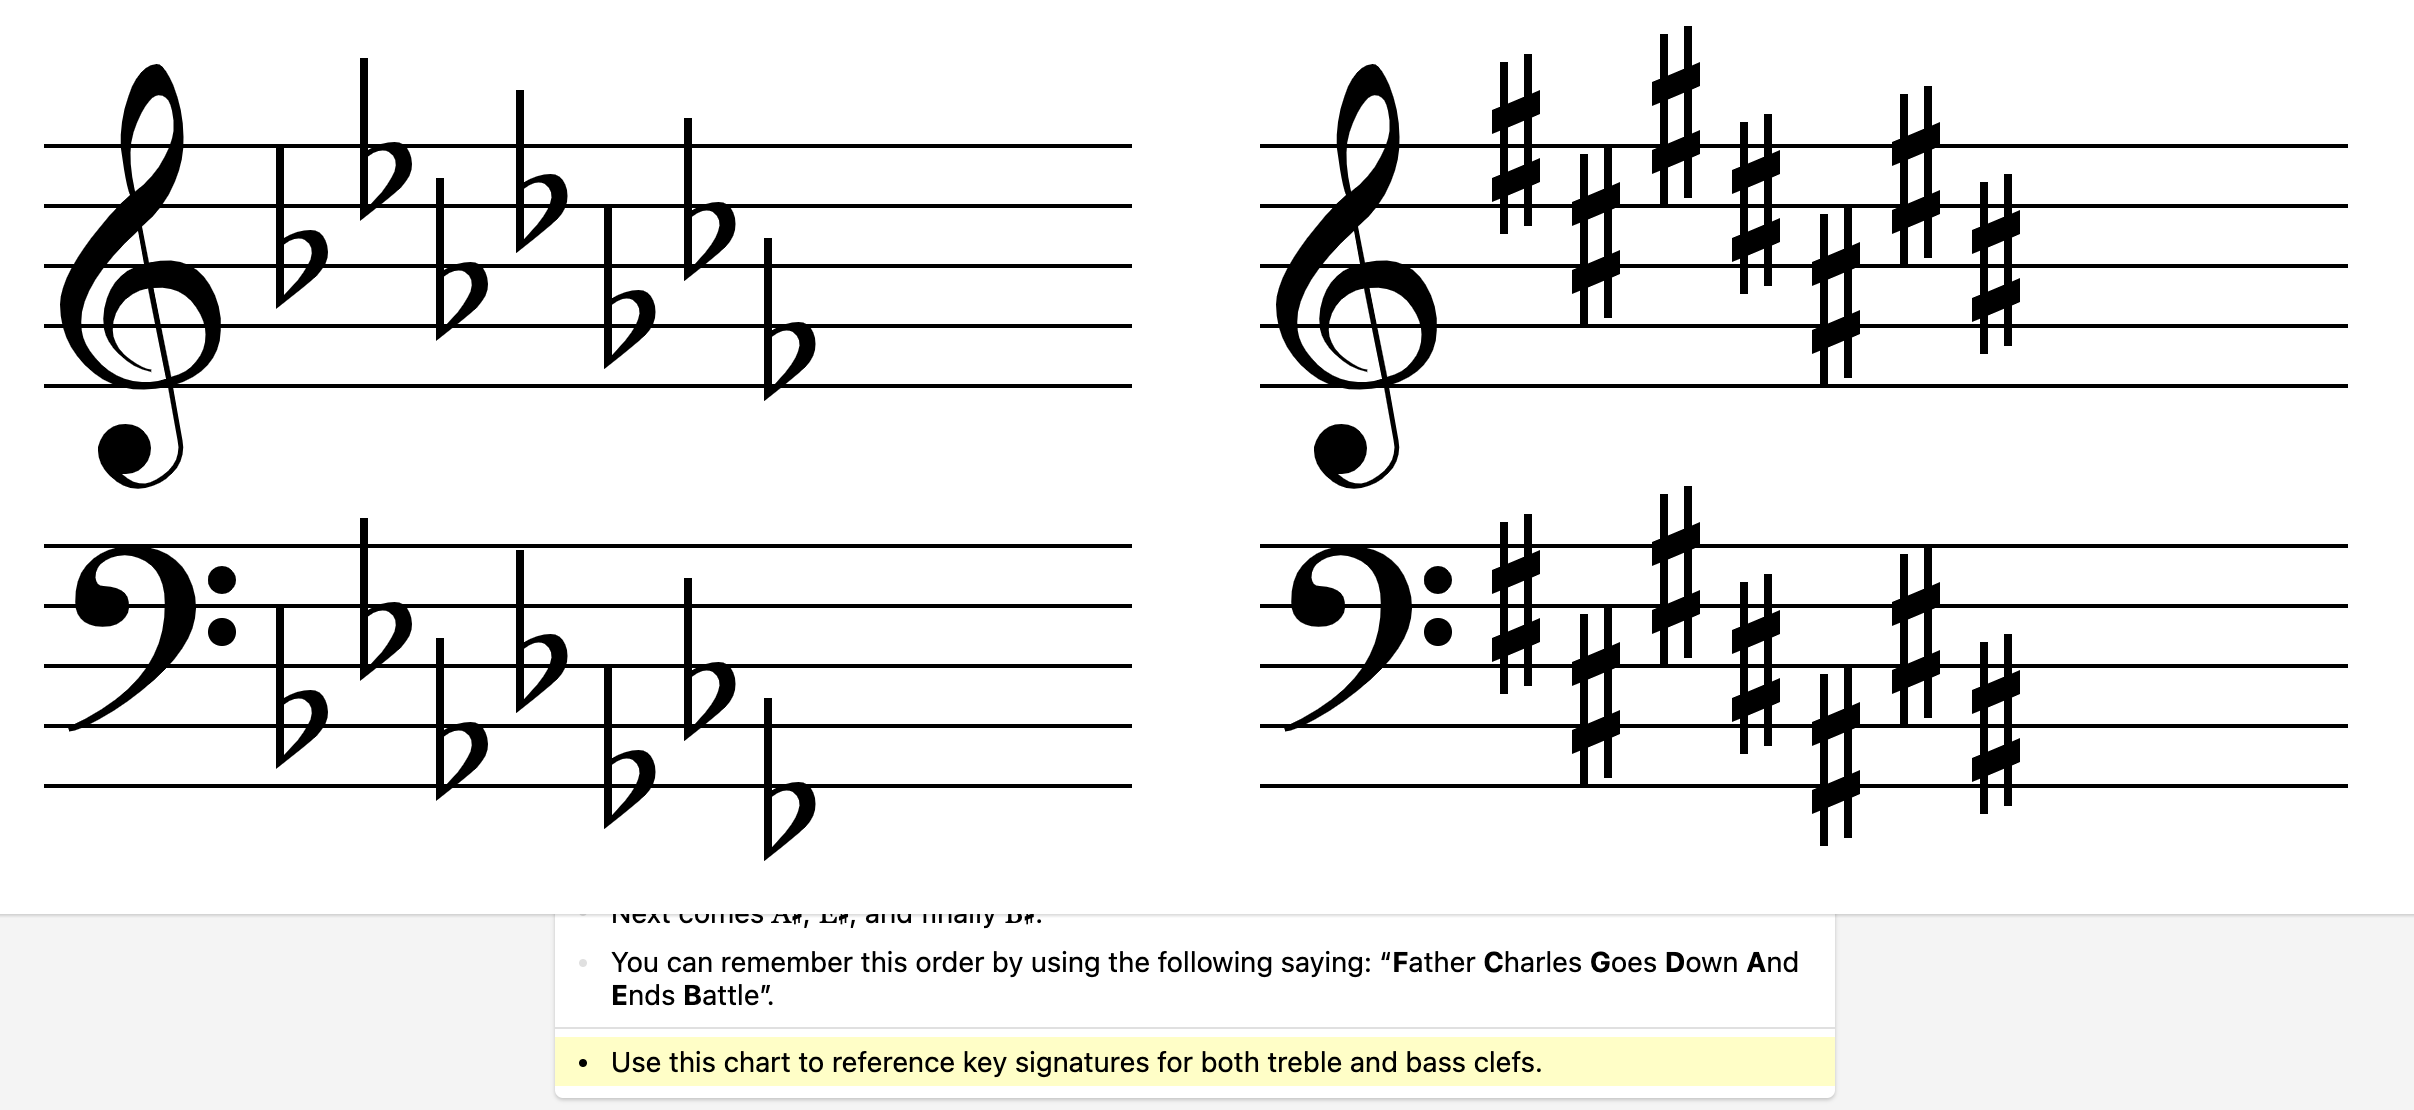 Next comes A♯, E♯, and finally B♯.
You can remember this order by using the following saying: “Father Charles Goes Down And
Ends Battle”.
Use this chart to reference key signatures for both treble and bass clefs.